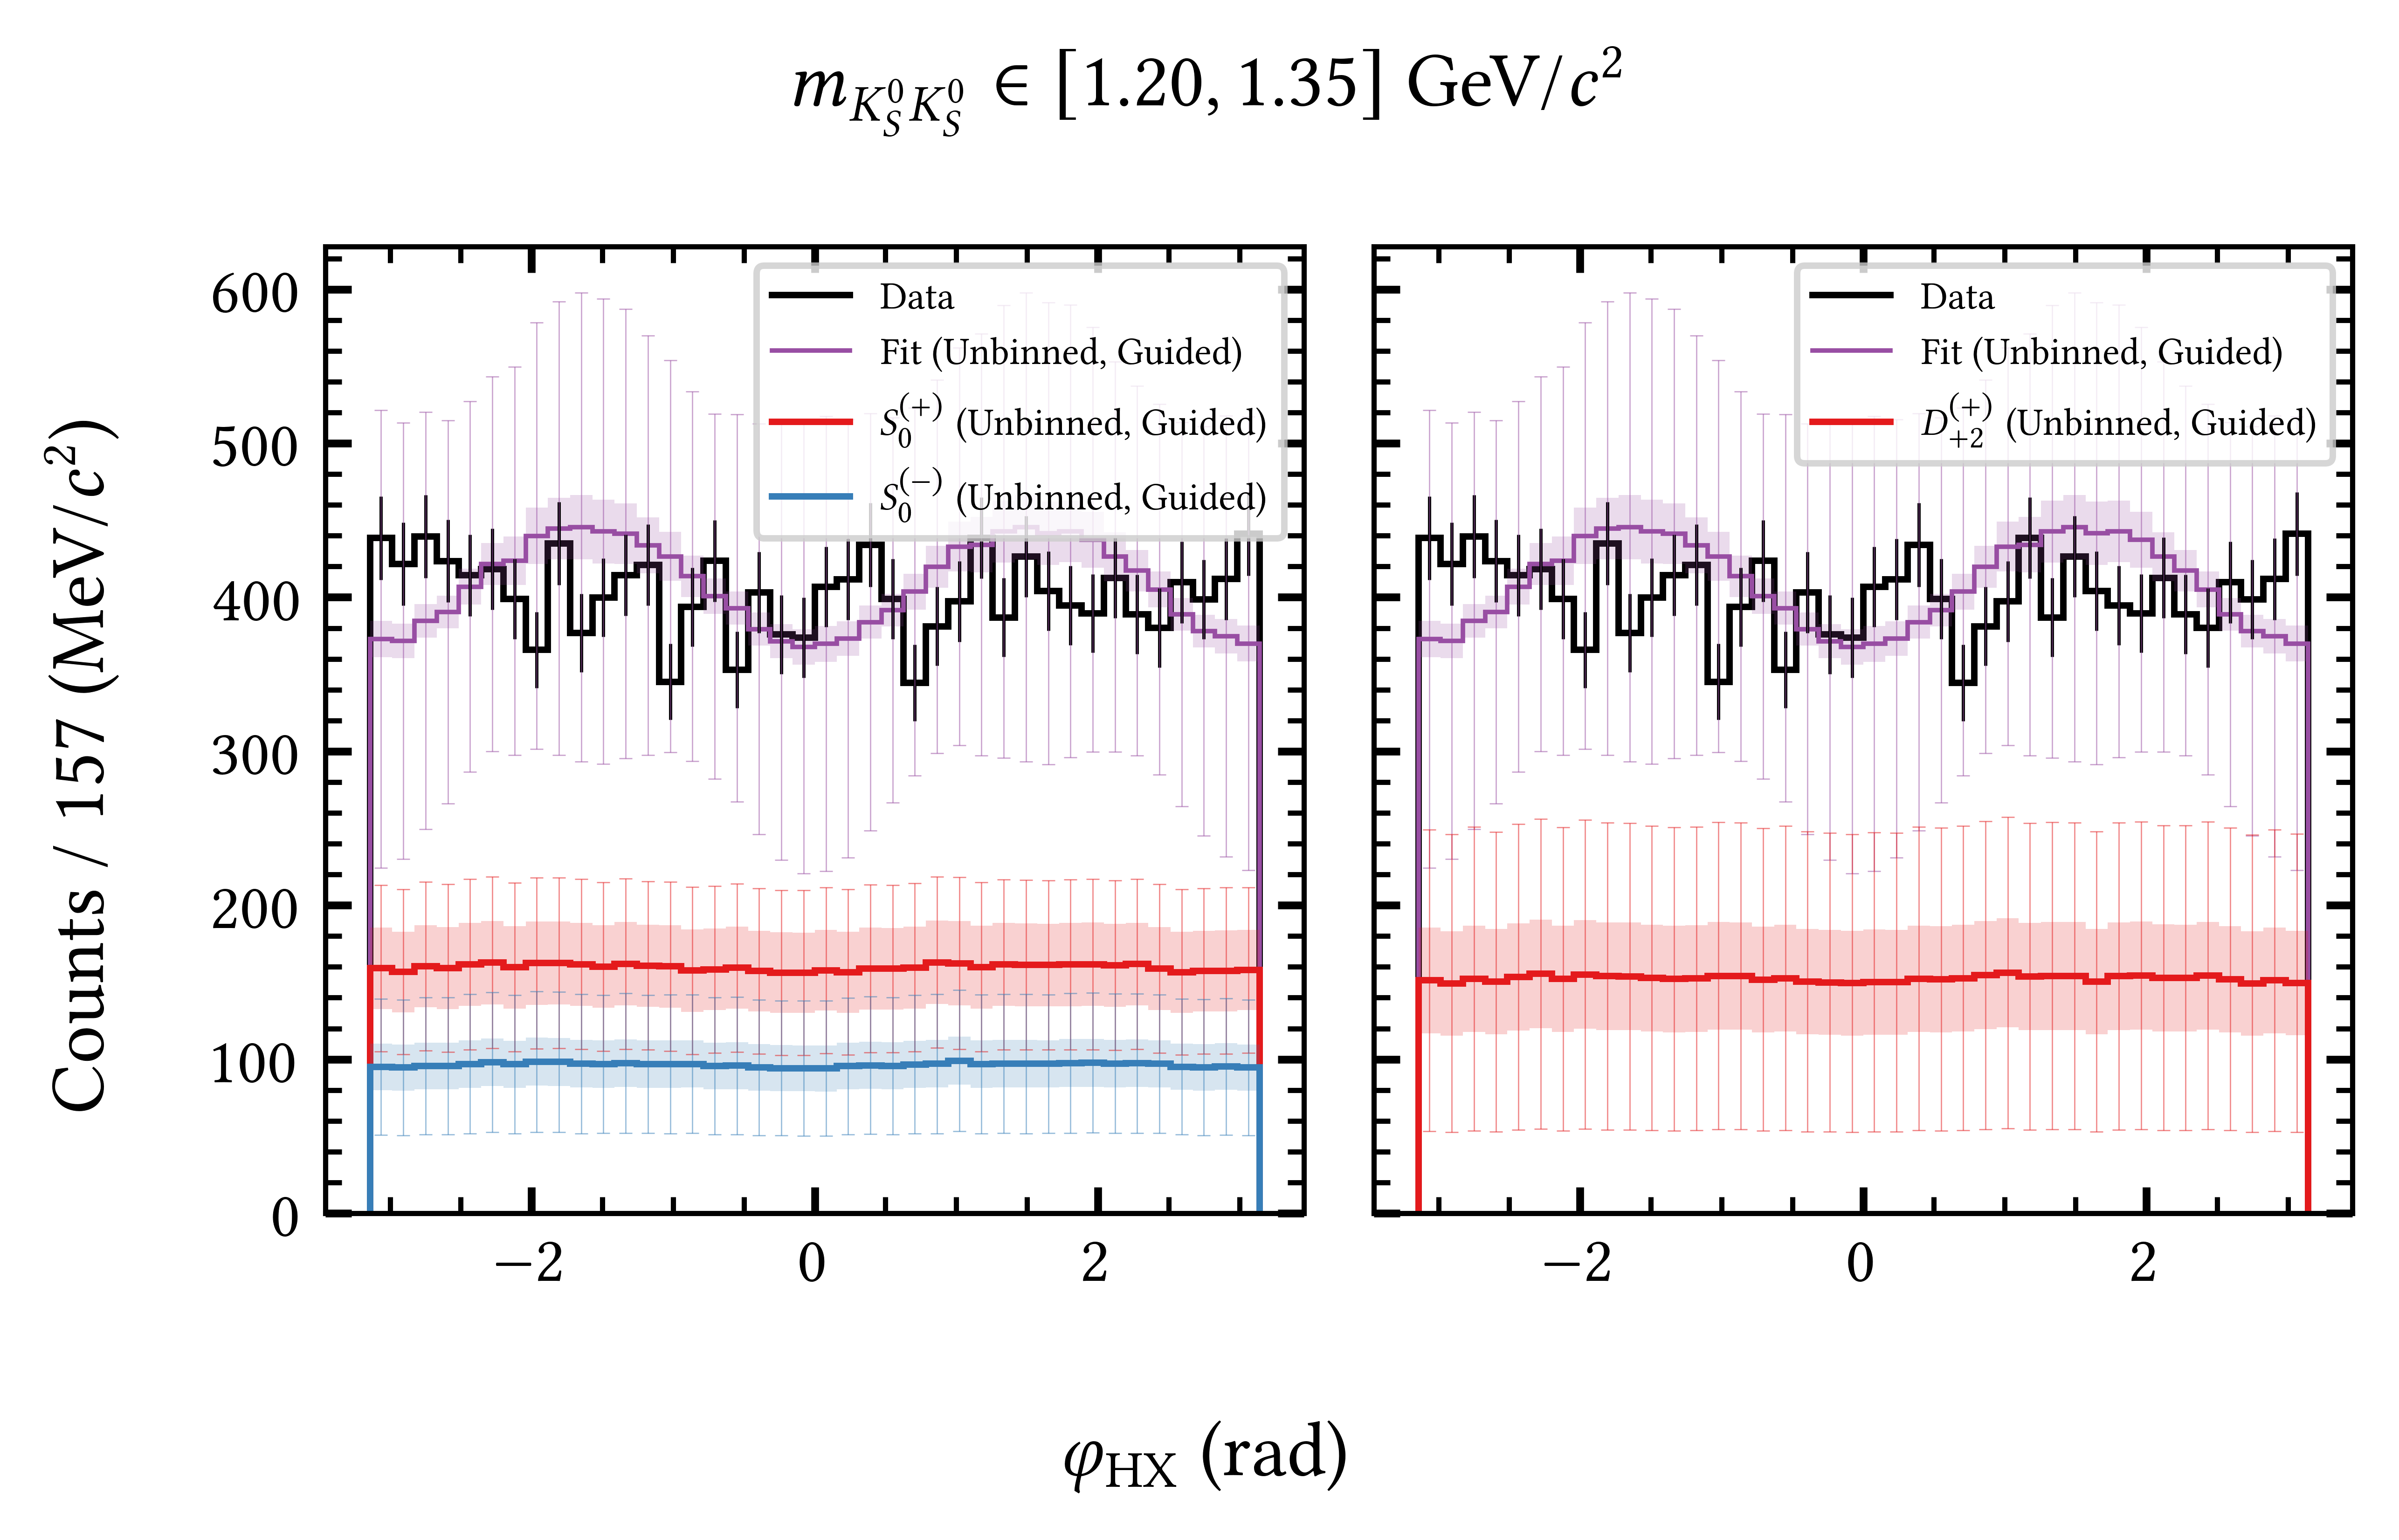 m_{K_S^0 K_S^0} ∈ [1.20, 1.35] GeV/c²
Counts / 157 (MeV/c²)
600
500
400
300
200
100
0
Data
Fit (Unbinned, Guided)
S_0^{(+)} (Unbinned, Guided)
S_0^{(−)} (Unbinned, Guided)
−2 0 2
Data
Fit (Unbinned, Guided)
D_{+2}^{(+)} (Unbinned, Guided)
−2 0 2
φ_{HX} (rad)